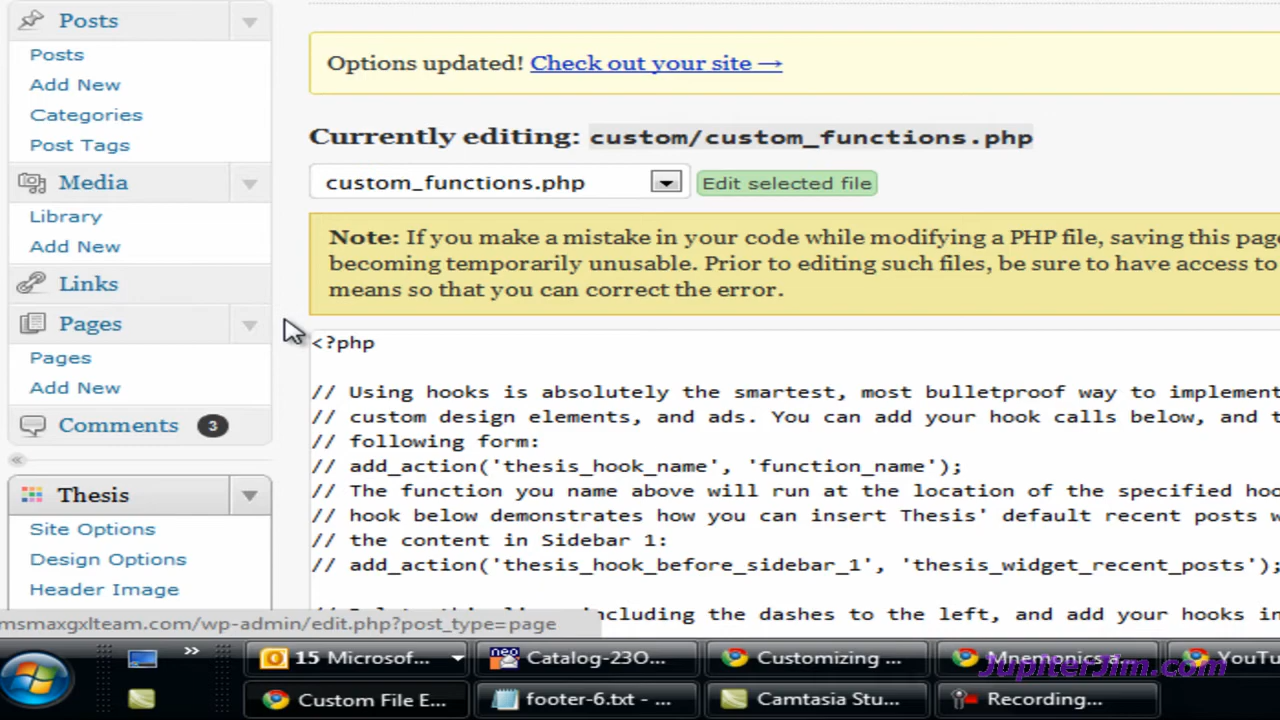 Posts
Posts
Add New
Categories
Post Tags
Media
Library
Add New
Links
Pages
Pages
Add New
Comments 3
Thesis
Site Options
Design Options
Header Image
msmaxgxlteam.com/wp-admin/edit.php?post_type=page
Options updated! Check out your site →
Currently editing: custom/custom_functions.php
custom_functions.php Edit selected file
Note: If you make a mistake in your code while modifying a PHP file, saving this page
becoming temporarily unusable. Prior to editing such files, be sure to have access to
means so that you can correct the error.
<?php
// Using hooks is absolutely the smartest, most bulletproof way to implement
// custom design elements, and ads. You can add your hook calls below, and t
// following form:
// add_action('thesis_hook_name', 'function_name');
// The function you name above will run at the location of the specified hoo
// hook below demonstrates how you can insert Thesis' default recent posts w
// the content in Sidebar 1:
// add_action('thesis_hook_before_sidebar_1', 'thesis_widget_recent_posts');
// Delete this line, including the dashes to the left, and add your hooks in
15 Microsof... neo Catalog-23O... Customizing ... Mnemonics a... YouTu
Custom File E... footer-6.txt - ... Camtasia Stu... Recording...
JupiterJim.com